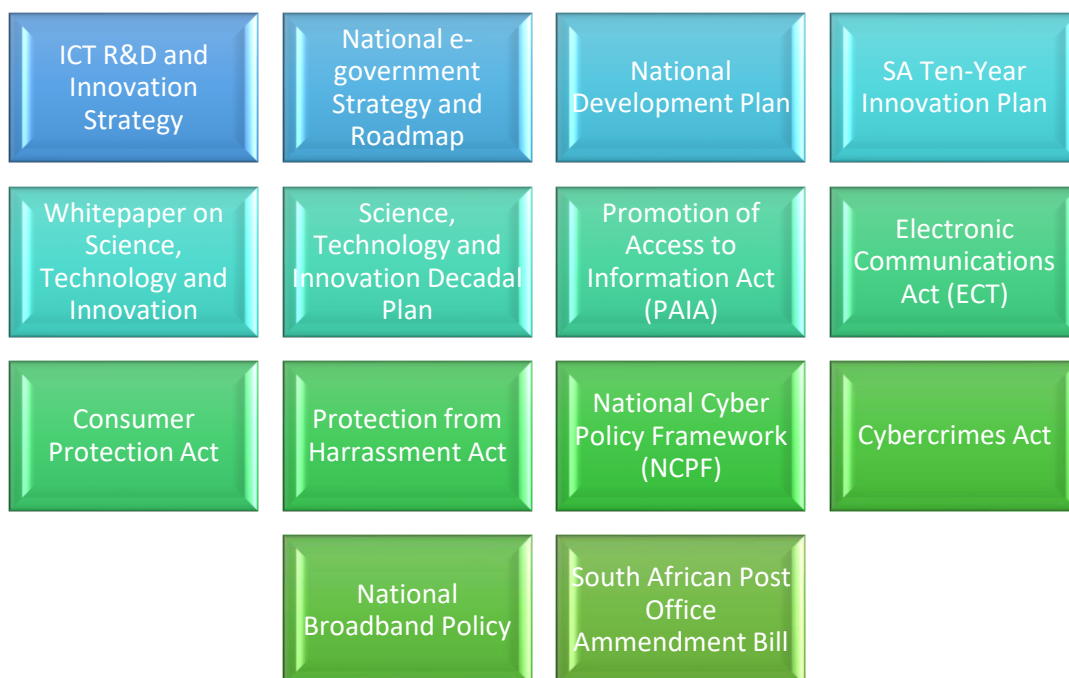 ICT R&D and
Innovation
Strategy
National e-
government
Strategy and
Roadmap
National
Development Plan
SA Ten-Year
Innovation Plan
Whitepaper on
Science,
Technology and
Innovation
Science,
Technology and
Innovation Decadal
Plan
Promotion of
Access to
Information Act
(PAIA)
Electronic
Communications
Act (ECT)
Consumer
Protection Act
Protection from
Harrassment Act
National Cyber
Policy Framework
(NCPF)
Cybercrimes Act
National
Broadband Policy
South African Post
Office
Ammendment Bill